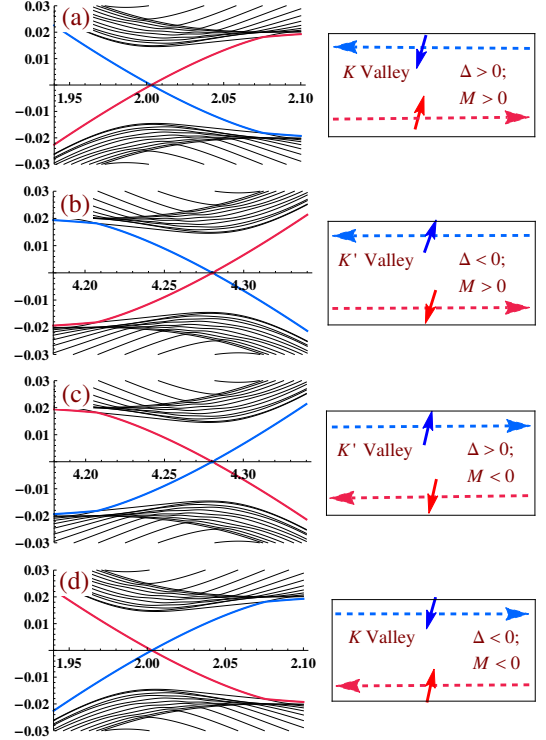 (a)
0.03
0.02
0.01
1.95 2.00 2.05 2.10
−0.01
−0.02
−0.03
K Valley Δ > 0;
M > 0
(b)
0.03
0.02
0.01
4.20 4.25 4.30
−0.01
−0.02
−0.03
K' Valley Δ < 0;
M > 0
(c)
0.03
0.02
0.01
4.20 4.25 4.30
−0.01
−0.02
−0.03
K' Valley Δ > 0;
M < 0
(d)
0.03
0.02
0.01
1.95 2.00 2.05 2.10
−0.01
−0.02
−0.03
K Valley Δ < 0;
M < 0